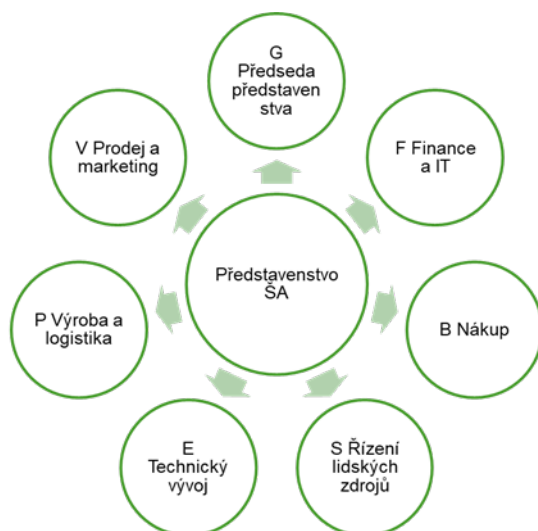 G
Předseda
představen
stva
F Finance
a IT
B Nákup
S Řízení
lidských
zdrojů
E
Technický
vývoj
P Výroba a
logistika
V Prodej a
marketing
Představenstvo
ŠA